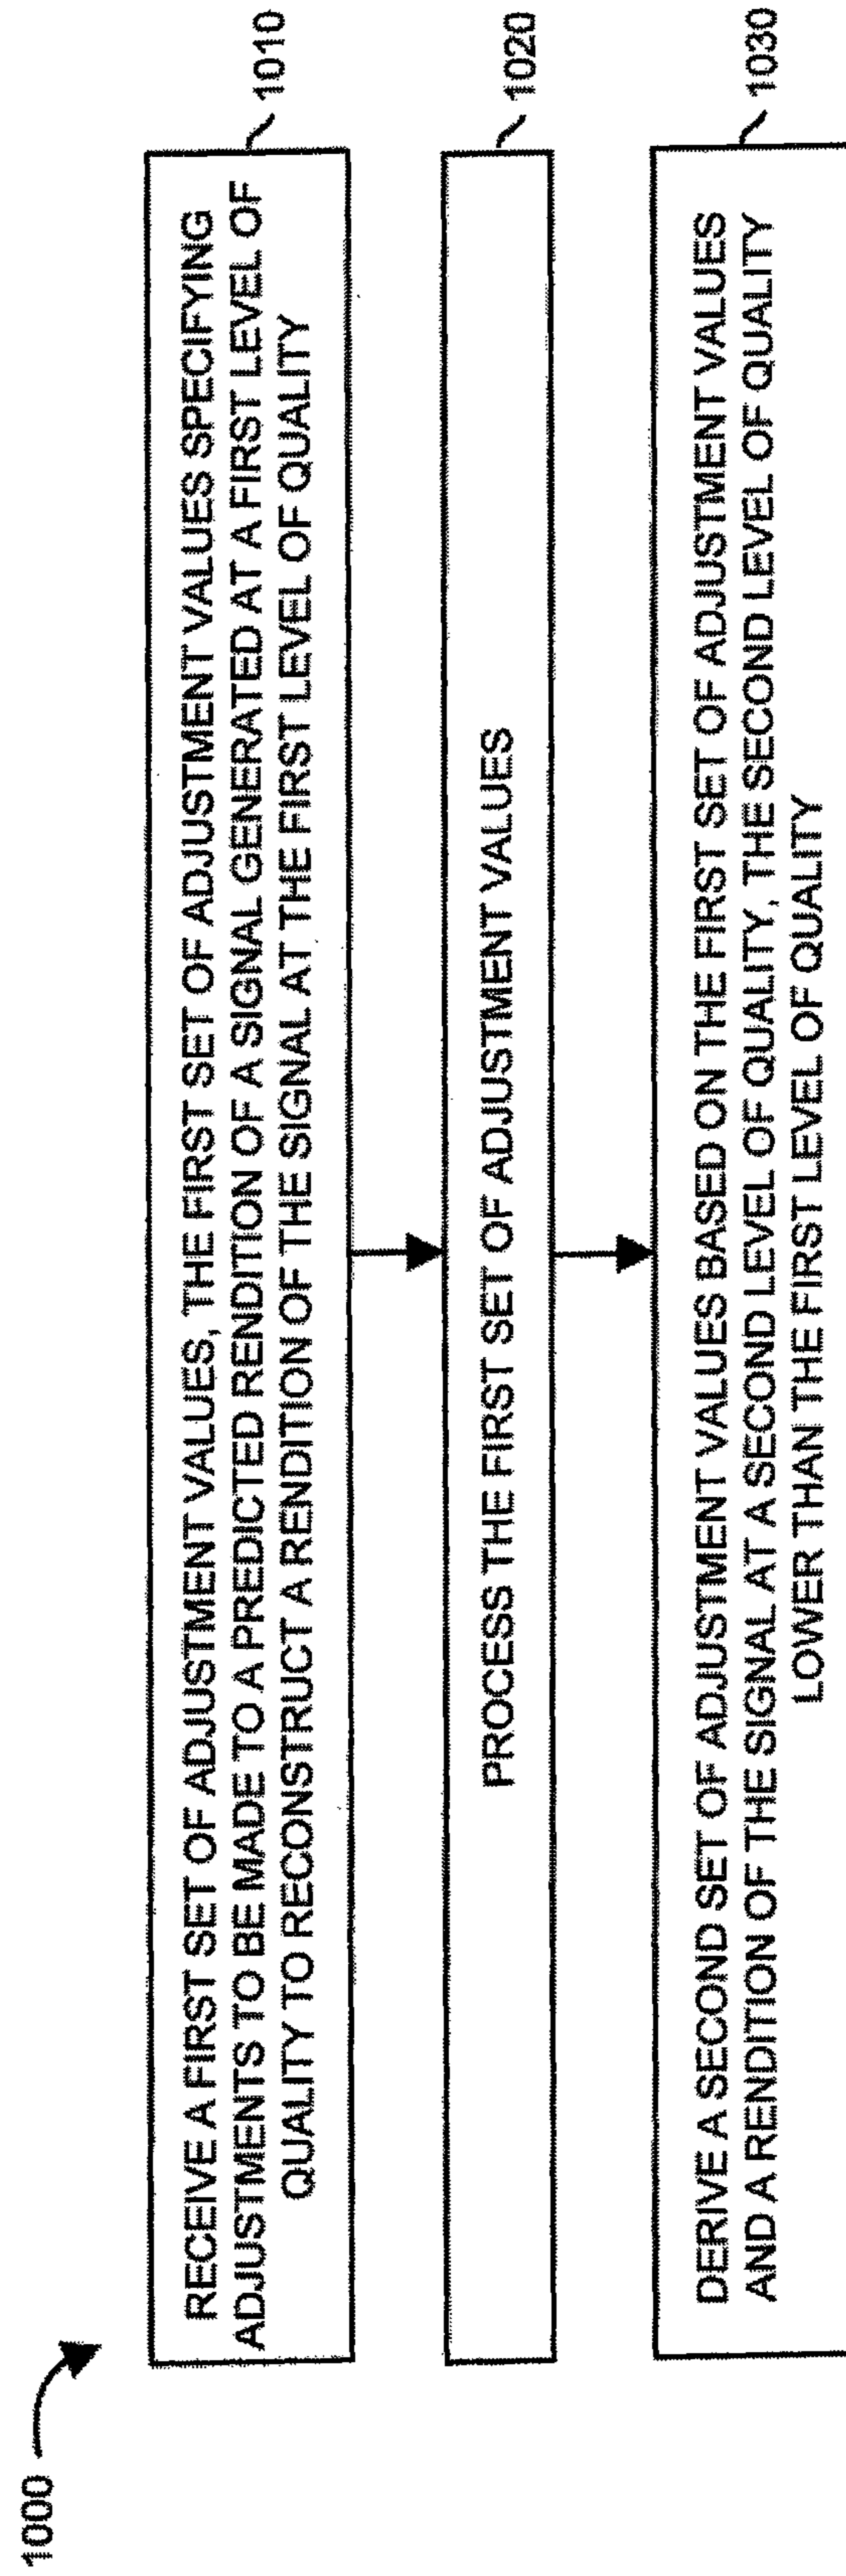 1000
RECEIVE A FIRST SET OF ADJUSTMENT VALUES, THE FIRST SET OF ADJUSTMENT VALUES SPECIFYING
ADJUSTMENTS TO BE MADE TO A PREDICTED RENDITION OF A SIGNAL GENERATED AT A FIRST LEVEL OF
QUALITY TO RECONSTRUCT A RENDITION OF THE SIGNAL AT THE FIRST LEVEL OF QUALITY
1010
PROCESS THE FIRST SET OF ADJUSTMENT VALUES
1020
DERIVE A SECOND SET OF ADJUSTMENT VALUES BASED ON THE FIRST SET OF ADJUSTMENT VALUES
AND A RENDITION OF THE SIGNAL AT A SECOND LEVEL OF QUALITY, THE SECOND LEVEL OF QUALITY
LOWER THAN THE FIRST LEVEL OF QUALITY
1030